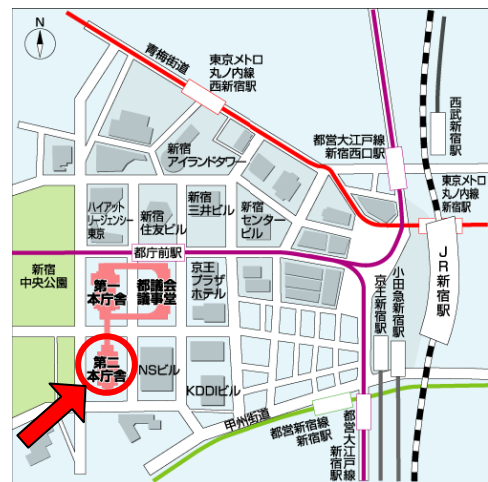 N
青梅街道
東京メトロ
丸ノ内線
西新宿駅
西武新宿駅
都営大江戸線
新宿西口駅
新宿
アイランドタワー
東京メトロ
丸ノ内線
新宿駅
ハイアット
リージェンシー
東京
新宿
住友ビル
新宿
三井ビル
新宿
センター
ビル
都庁前駅
JR新宿駅
新宿
中央公園
第一
本庁舎
都議会
議事堂
京王
プラザ
ホテル
小田急新宿駅
京王新宿駅
第二
本庁舎
NSビル
KDDIビル
甲州街道
都営新宿線
新宿駅
都営大江戸線
新宿駅